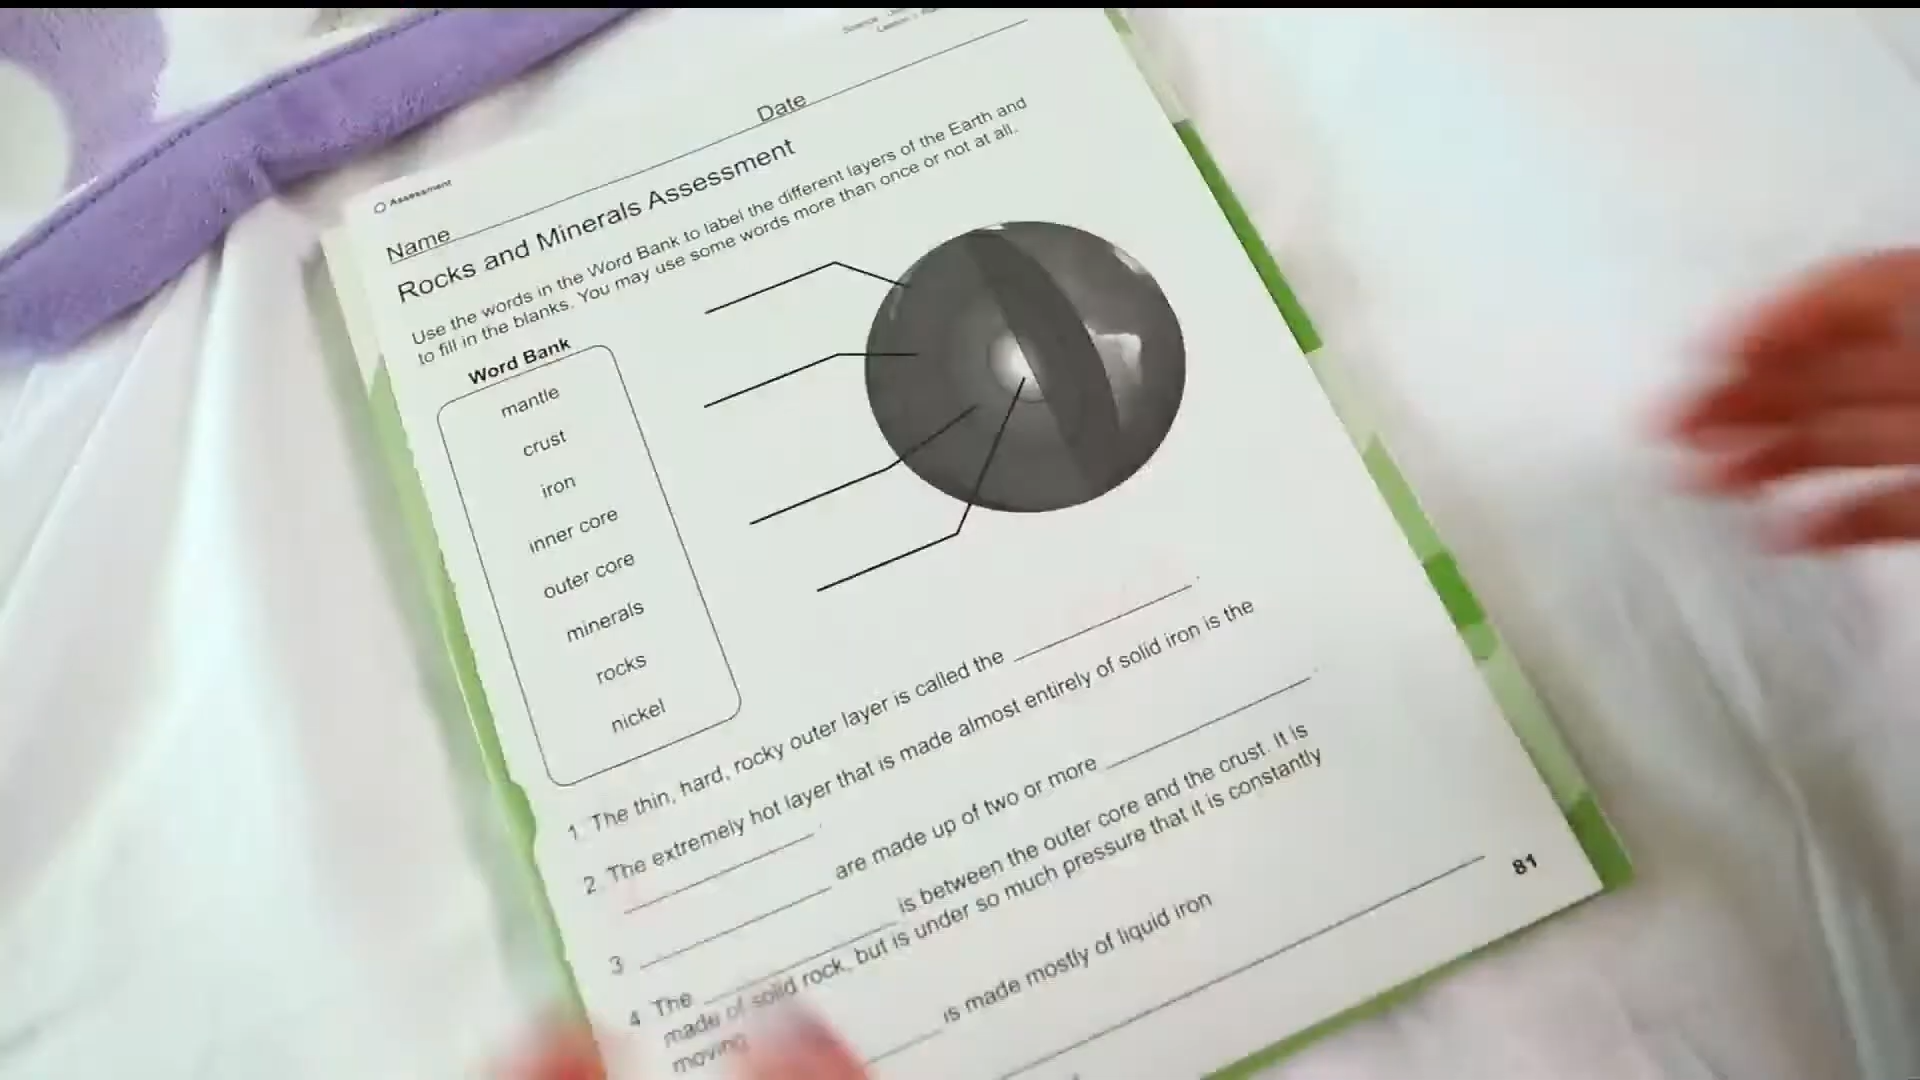 Assessment
Name Date
Rocks and Minerals Assessment
Use the words in the Word Bank to label the different layers of the Earth and
to fill in the blanks. You may use some words more than once or not at all.
Word Bank
mantle
crust
iron
inner core
outer core
minerals
rocks
nickel
1. The thin, hard, rocky outer layer is called the ____________.
2. The extremely hot layer that is made almost entirely of solid iron is the
____________.
3 ____________ are made up of two or more ____________.
4 The ____________ is between the outer core and the crust. It is
made of solid rock, but is under so much pressure that it is constantly
moving
____________ is made mostly of liquid iron
81